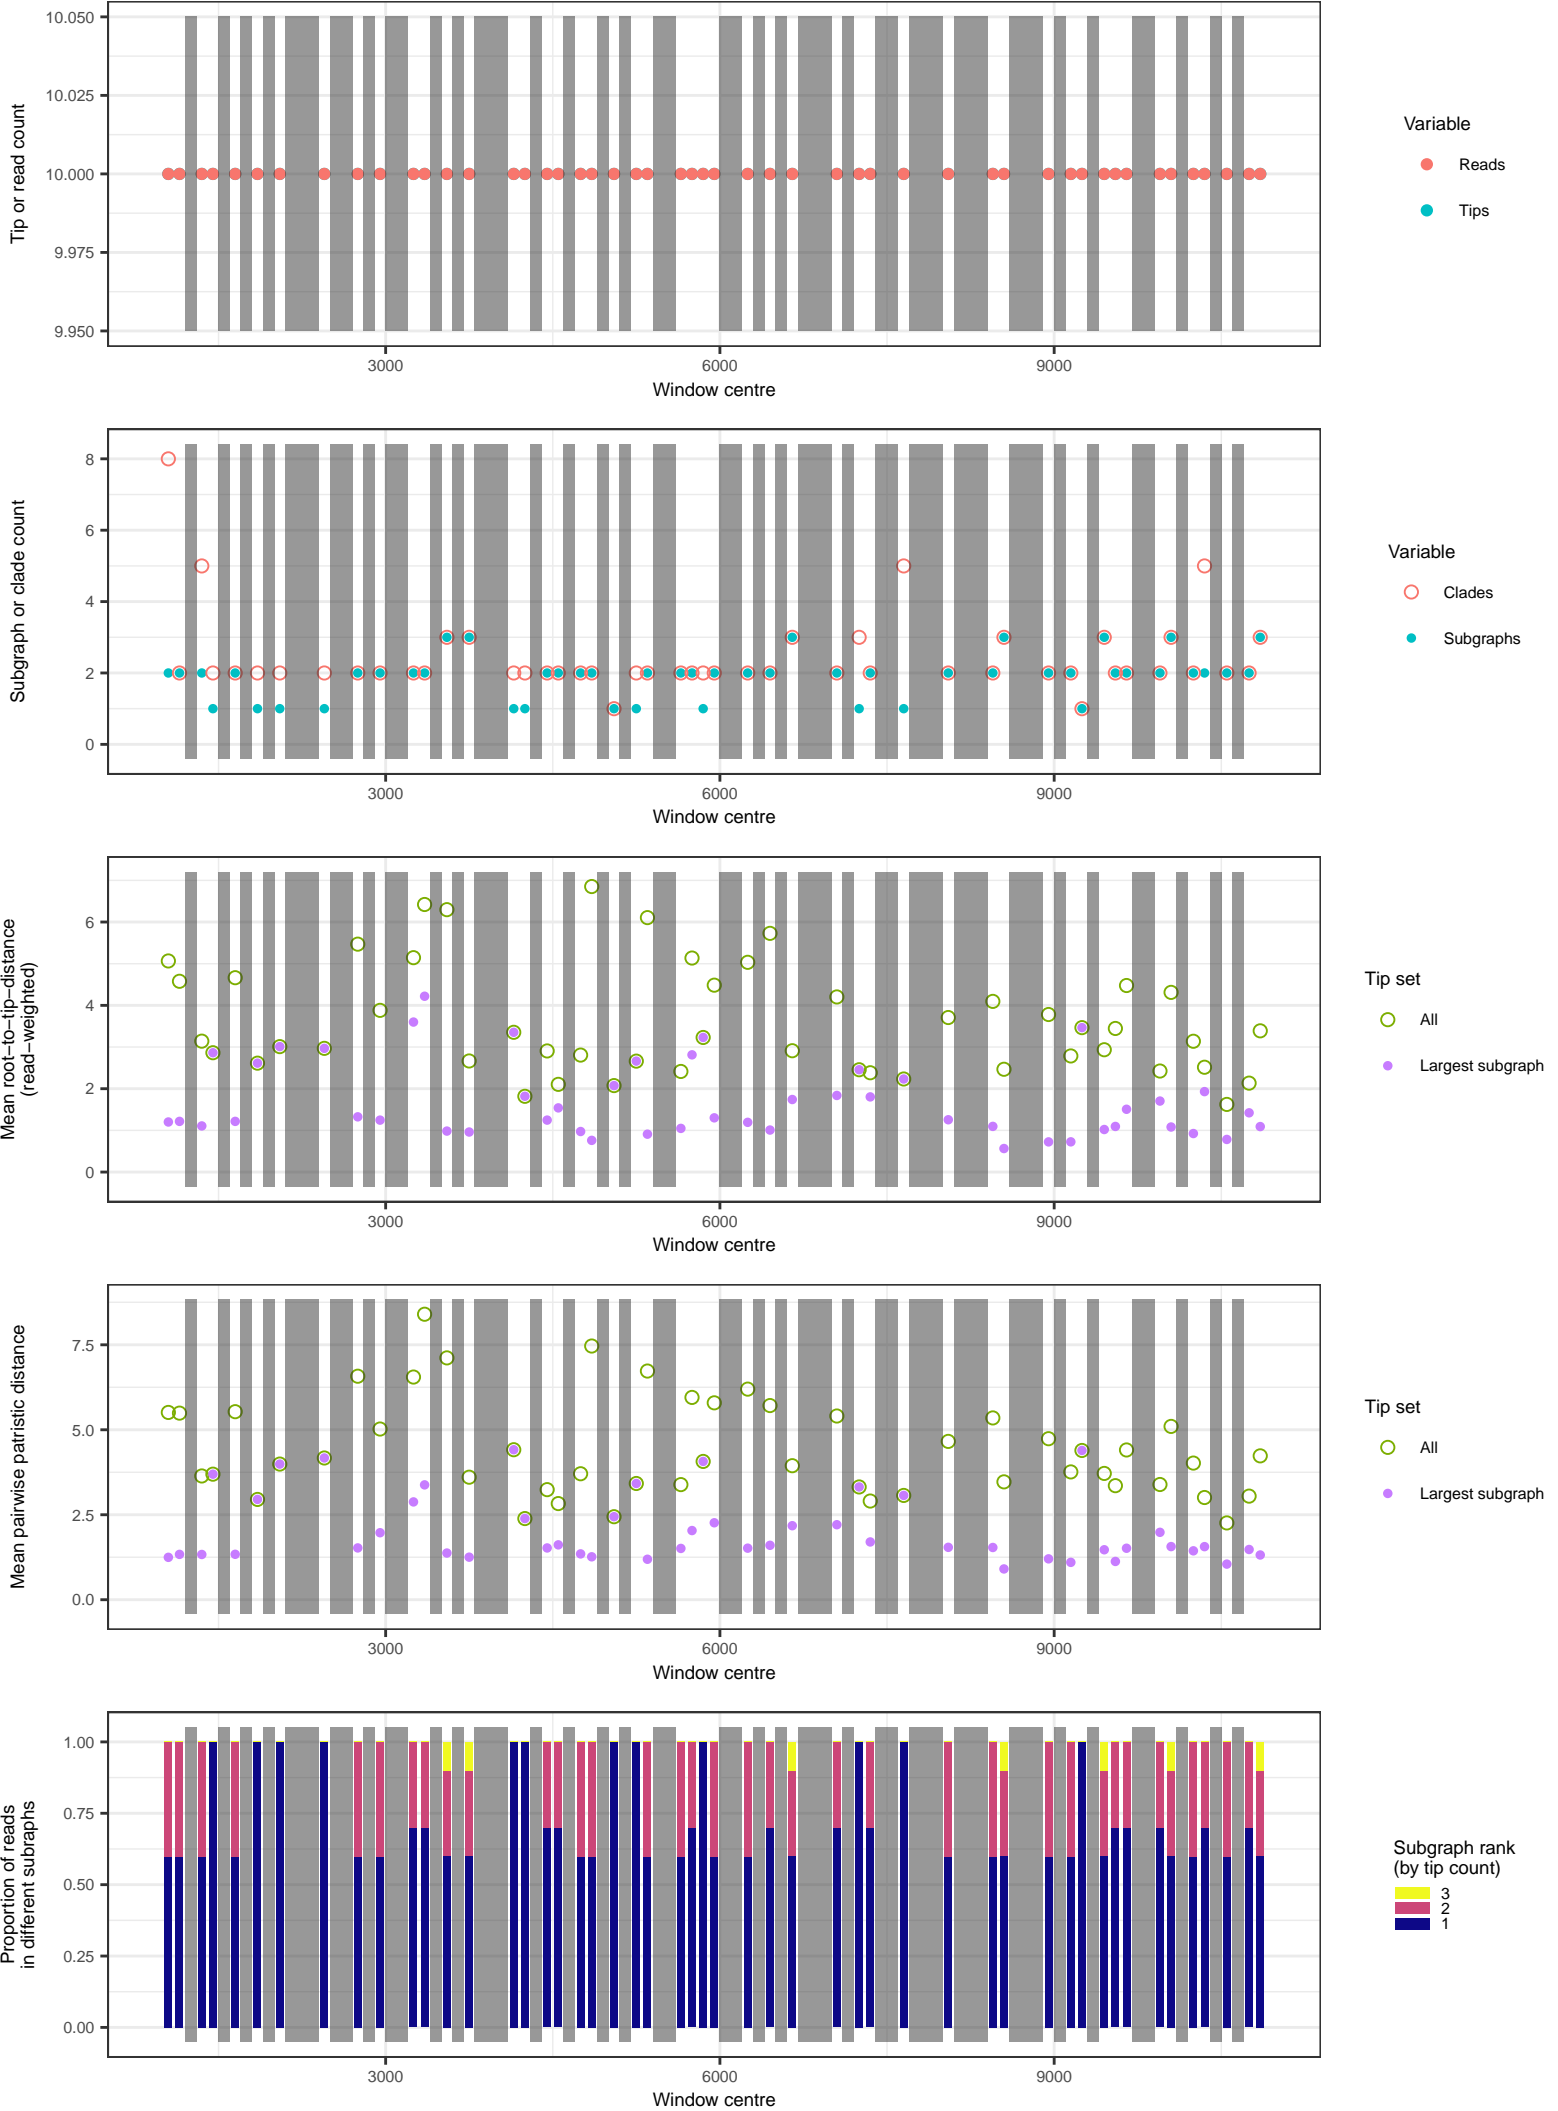 10.050
10.025
10.000
9.975
9.950
Tip or read count
3000 6000 9000
Window centre
Variable
Reads
Tips
8
6
4
2
0
Subgraph or clade count
3000 6000 9000
Window centre
Variable
Clades
Subgraphs
6
4
2
0
Mean root−to−tip−distance
(read−weighted)
3000 6000 9000
Window centre
Tip set
All
Largest subgraph
7.5
5.0
2.5
0.0
Mean pairwise patristic distance
3000 6000 9000
Window centre
Tip set
All
Largest subgraph
1.00
0.75
0.50
0.25
0.00
Proportion of reads
in different subraphs
3000 6000 9000
Window centre
Subgraph rank
(by tip count)
3
2
1